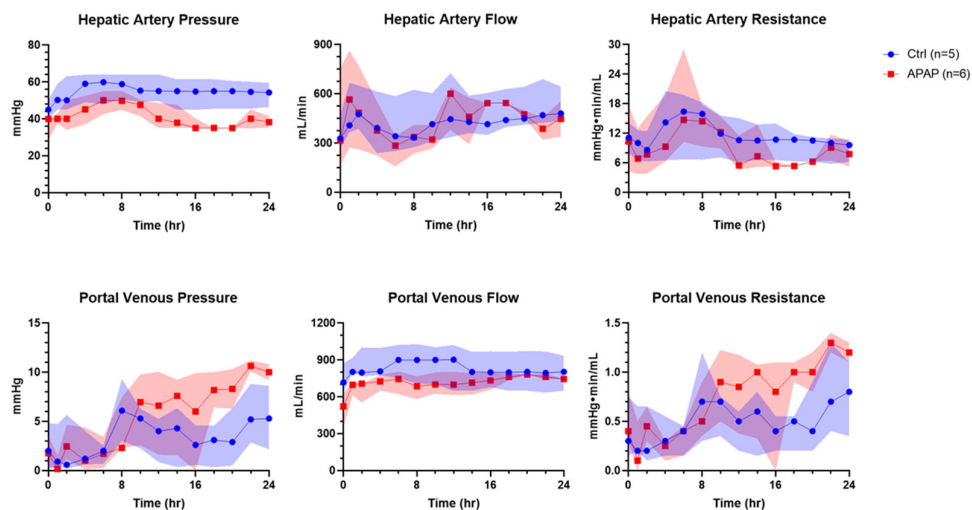 Hepatic Artery Pressure
80
60
40
20
0
mmHg
0 8 16 24
Time (hr)
Hepatic Artery Flow
900
600
300
0
mL/min
0 4 8 12 16 20 24
Time (hr)
Hepatic Artery Resistance
30
24
18
12
6
0
mmHg•min/mL
0 8 16 24
Time (hr)
Ctrl (n=5)
APAP (n=6)
Portal Venous Pressure
15
10
5
0
mmHg
0 8 16 24
Time (hr)
Portal Venous Flow
1200
900
600
300
0
mL/min
0 8 16 24
Time (hr)
Portal Venous Resistance
1.5
1.0
0.5
0.0
mmHg•min/mL
0 8 16 24
Time (hr)